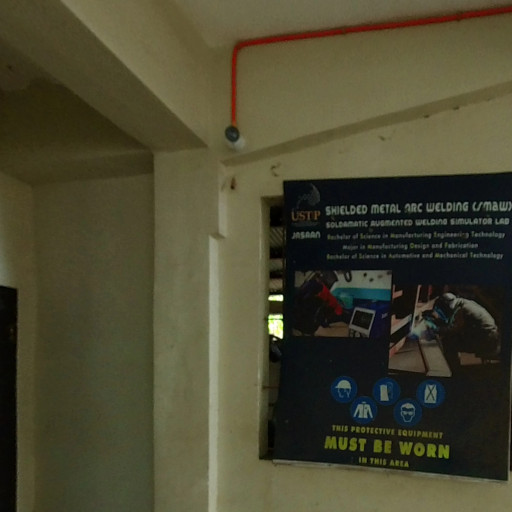 USTP
JASAAN
SHIELDED METAL ARC WELDING (SMAW)
SOLDAMATIC AUGMENTED WELDING SIMULATOR LAB
Bachelor of Science in Manufacturing Engineering Technology
Major in Manufacturing Design and Fabrication
Bachelor of Science in Automotive and Mechanical Technology
THIS PROTECTIVE EQUIPMENT
MUST BE WORN
IN THIS AREA